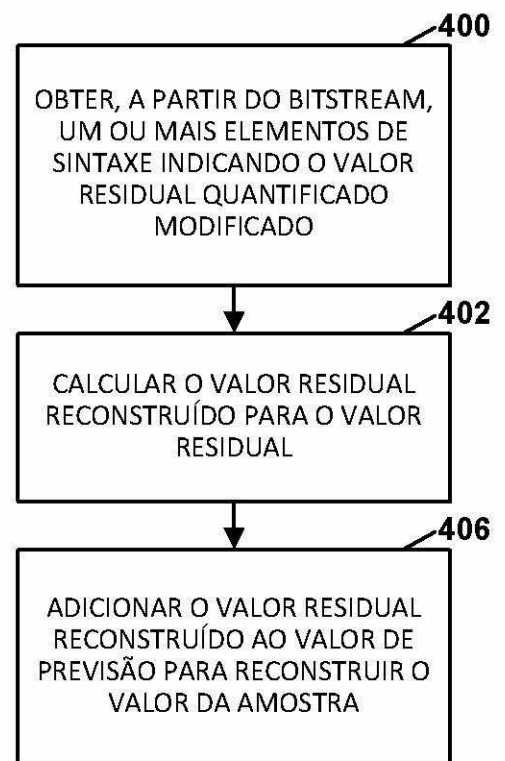 400
OBTER, A PARTIR DO BITSTREAM,
UM OU MAIS ELEMENTOS DE
SINTAXE INDICANDO O VALOR
RESIDUAL QUANTIFICADO
MODIFICADO
402
CALCULAR O VALOR RESIDUAL
RECONSTRUÍDO PARA O VALOR
RESIDUAL
406
ADICIONAR O VALOR RESIDUAL
RECONSTRUÍDO AO VALOR DE
PREVISÃO PARA RECONSTRUIR O
VALOR DA AMOSTRA